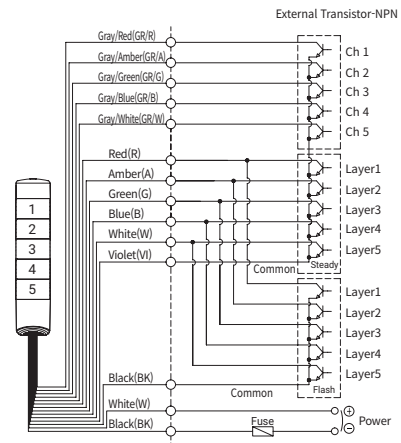 External Transistor-NPN
Gray/Red(GR/R)
Ch 1
Gray/Amber(GR/A)
Ch 2
Gray/Green(GR/G)
Ch 3
Gray/Blue(GR/B)
Ch 4
Gray/White(GR/W)
Ch 5
Red(R)
Layer1
Amber(A)
Layer2
Green(G)
Layer3
Blue(B)
Layer4
White(W)
Layer5
Violet(VI)
Common
Steady
1
2
3
4
5
Layer1
Layer2
Layer3
Layer4
Layer5
Black(BK)
Common
Flash
White(W)
Black(BK)
Fuse
+
-
Power